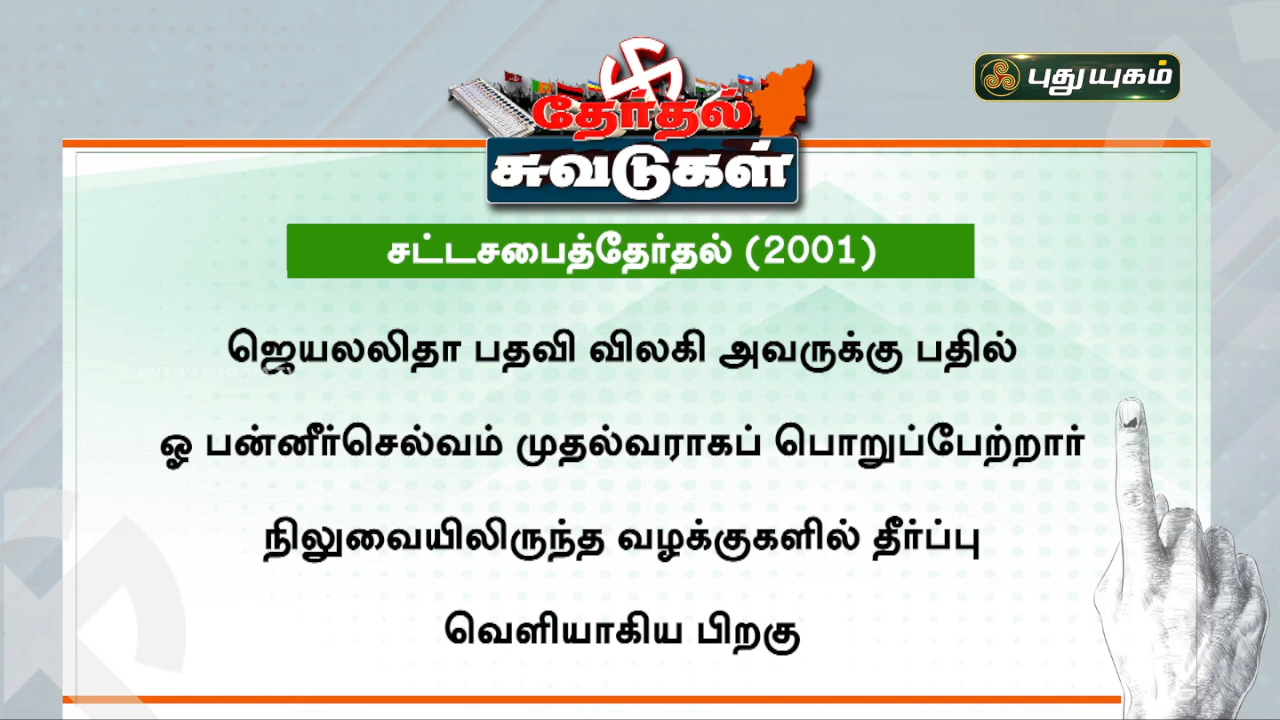 புதுயுகம்
தேர்தல்
சுவடுகள்
சட்டசபைத்தேர்தல் (2001)
ஜெயலலிதா பதவி விலகி அவருக்கு பதில்
ஓ பன்னீர்செல்வம் முதல்வராகப் பொறுப்பேற்றார்
நிலுவையிலிருந்த வழக்குகளில் தீர்ப்பு
வெளியாகிய பிறகு